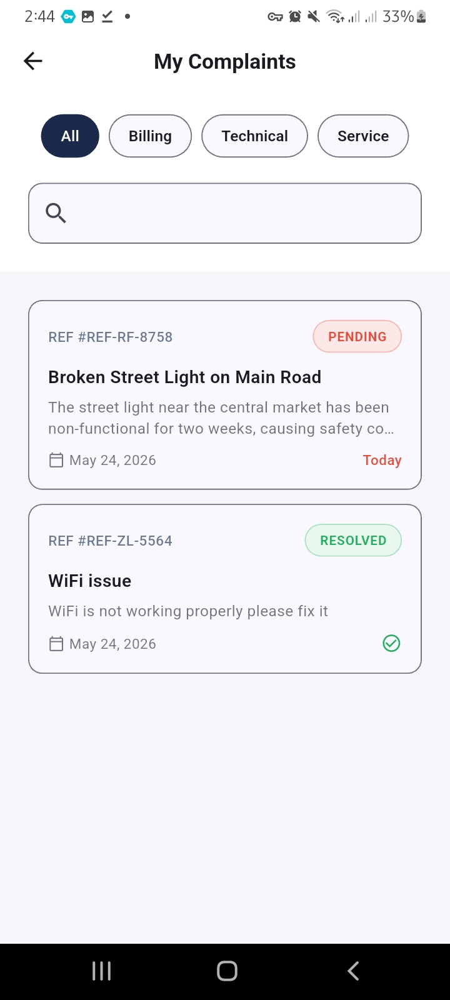 2:44
33%
My Complaints
All
Billing
Technical
Service
REF #REF-RF-8758
PENDING
Broken Street Light on Main Road
The street light near the central market has been
non-functional for two weeks, causing safety co...
May 24, 2026
Today
REF #REF-ZL-5564
RESOLVED
WiFi issue
WiFi is not working properly please fix it
May 24, 2026